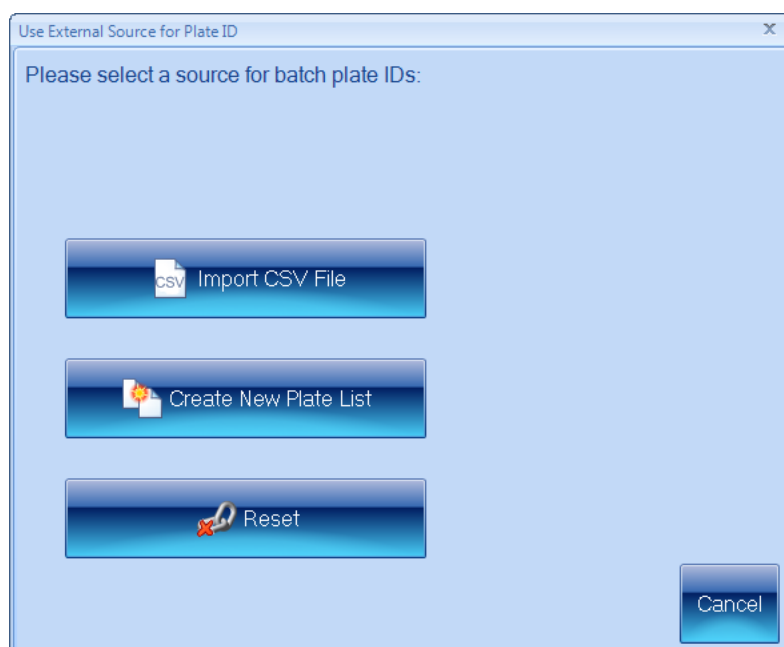 Use External Source for Plate ID
x
Please select a source for batch plate IDs:
CSV Import CSV File
Create New Plate List
Reset
Cancel